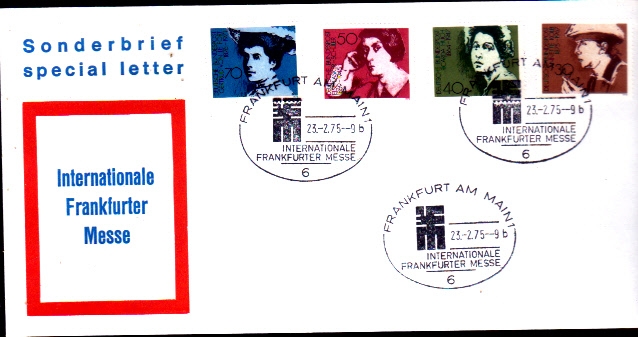 Sonderbrief
special letter
Internationale
Frankfurter
Messe
70
50
40
30
FRANKFURT AM MAIN 1
23.-2.75--9 b
INTERNATIONALE
FRANKFURTER MESSE
6
FRANKFURT AM MAIN 1
23.-2.75--9 b
INTERNATIONALE
FRANKFURTER MESSE
6
FRANKFURT AM MAIN 1
23.-2.75--9 b
INTERNATIONALE
FRANKFURTER MESSE
6